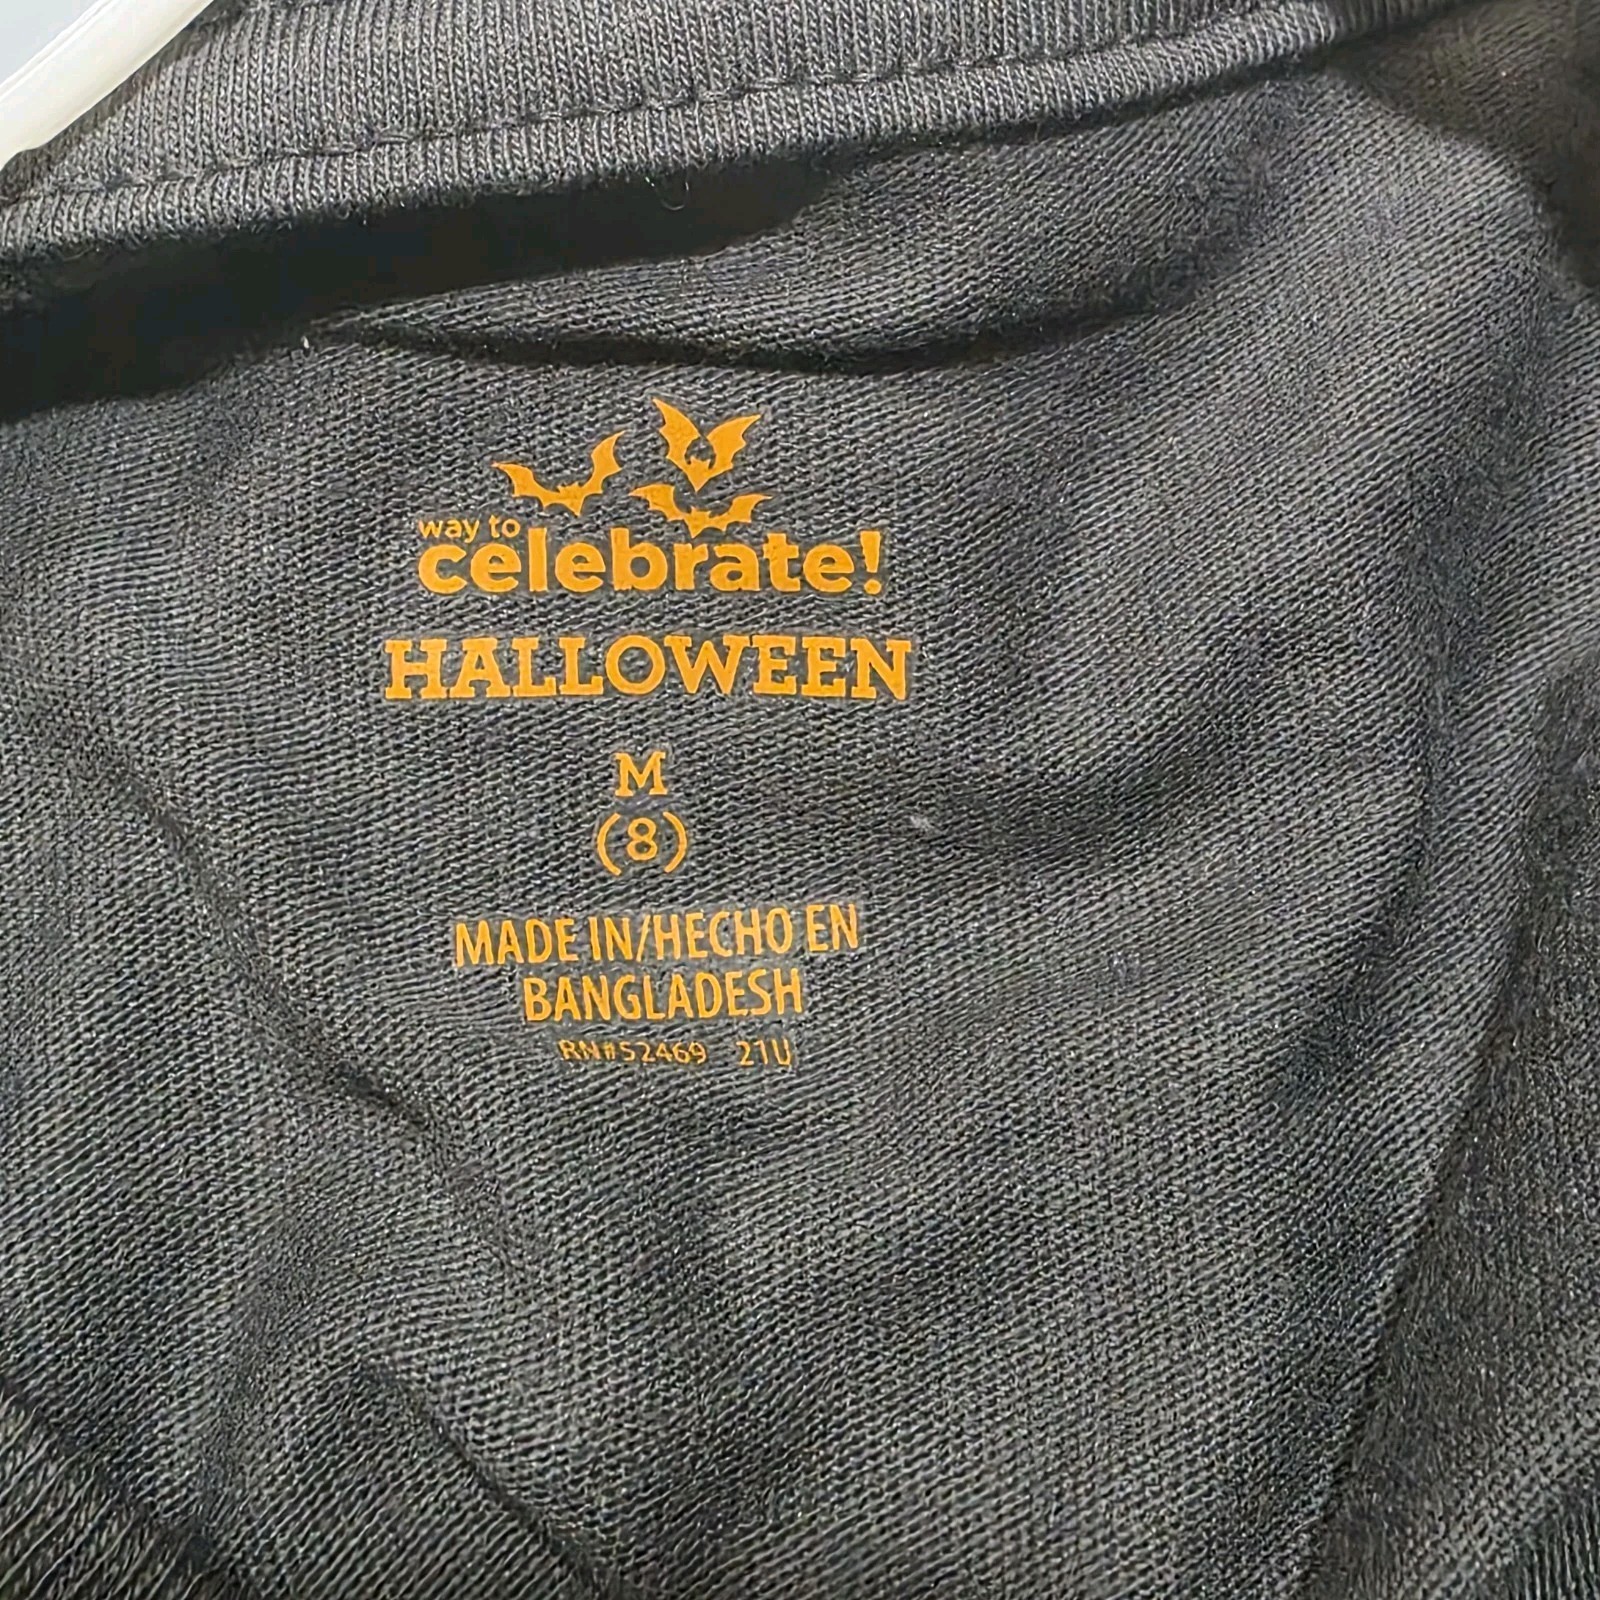 way to
celebrate!
HALLOWEEN
M
(8)
MADE IN/HECHO EN
BANGLADESH
RN#52469 21U